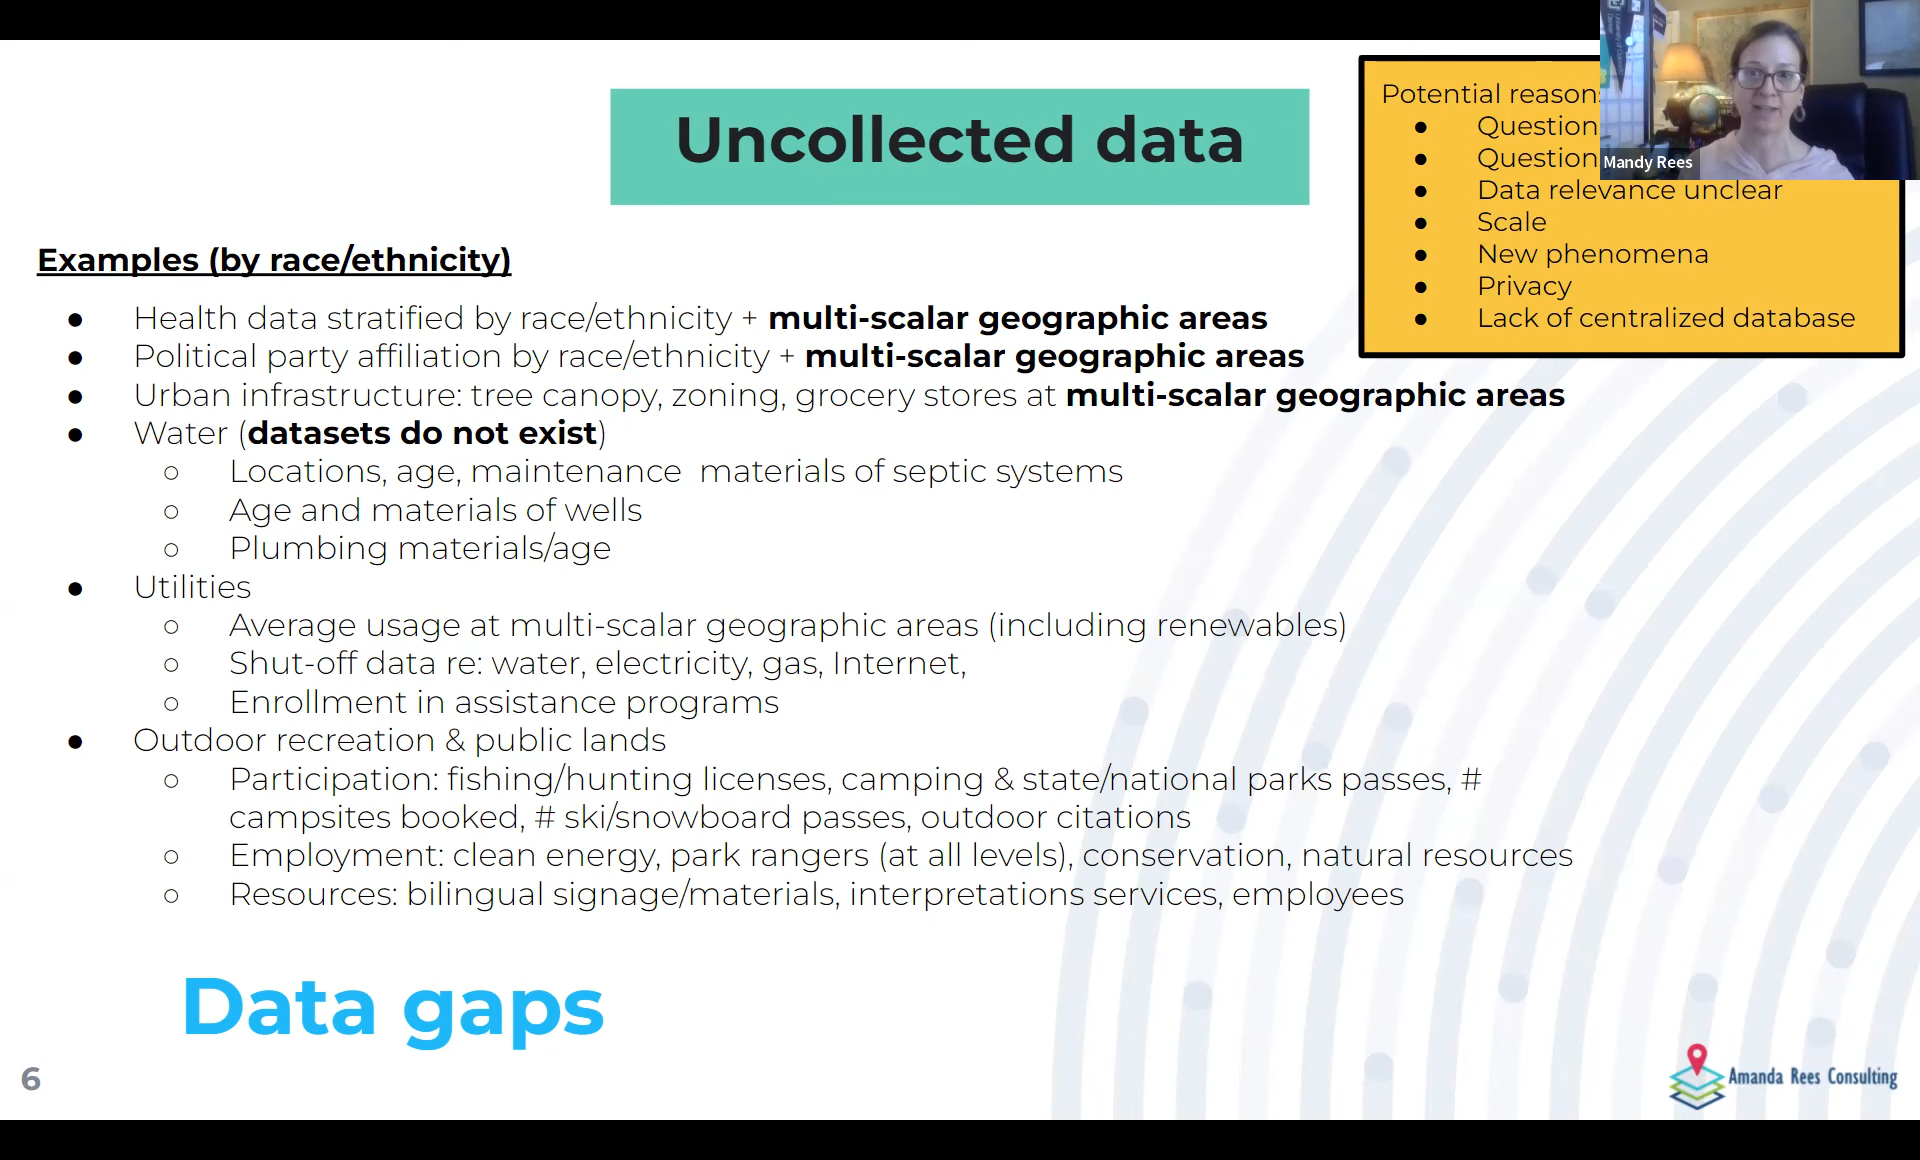 Uncollected data
Potential reason
● Question
● Question
● Data relevance unclear
● Scale
● New phenomena
● Privacy
● Lack of centralized database
Mandy Rees
Examples (by race/ethnicity)
● Health data stratified by race/ethnicity + multi-scalar geographic areas
● Political party affiliation by race/ethnicity + multi-scalar geographic areas
● Urban infrastructure: tree canopy, zoning, grocery stores at multi-scalar geographic areas
● Water (datasets do not exist)
○ Locations, age, maintenance  materials of septic systems
○ Age and materials of wells
○ Plumbing materials/age
● Utilities
○ Average usage at multi-scalar geographic areas (including renewables)
○ Shut-off data re: water, electricity, gas, Internet,
○ Enrollment in assistance programs
● Outdoor recreation & public lands
○ Participation: fishing/hunting licenses, camping & state/national parks passes, #
campsites booked, # ski/snowboard passes, outdoor citations
○ Employment: clean energy, park rangers (at all levels), conservation, natural resources
○ Resources: bilingual signage/materials, interpretations services, employees
Data gaps
6
Amanda Rees Consulting